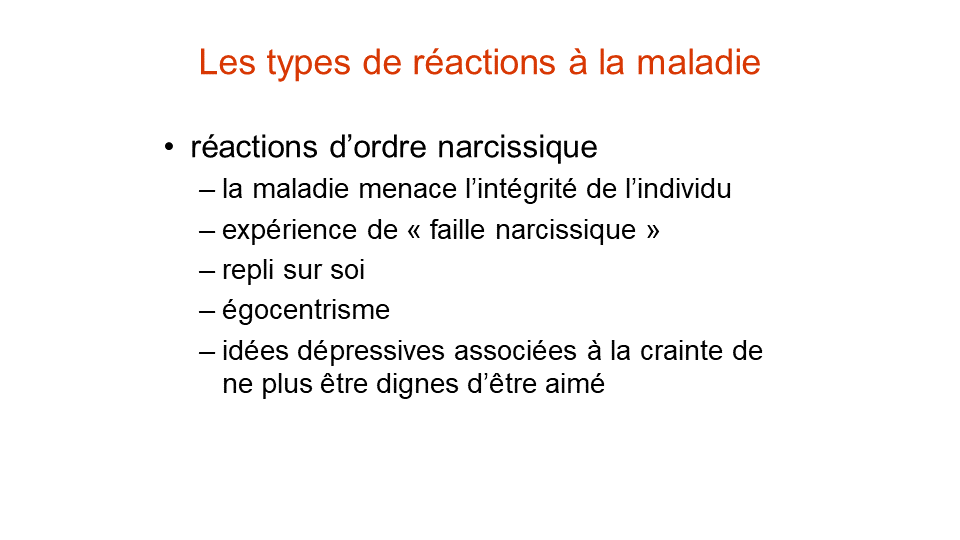 Les types de réactions à la maladie
• réactions d’ordre narcissique
– la maladie menace l’intégrité de l’individu
– expérience de « faille narcissique »
– repli sur soi
– égocentrisme
– idées dépressives associées à la crainte de
ne plus être dignes d’être aimé